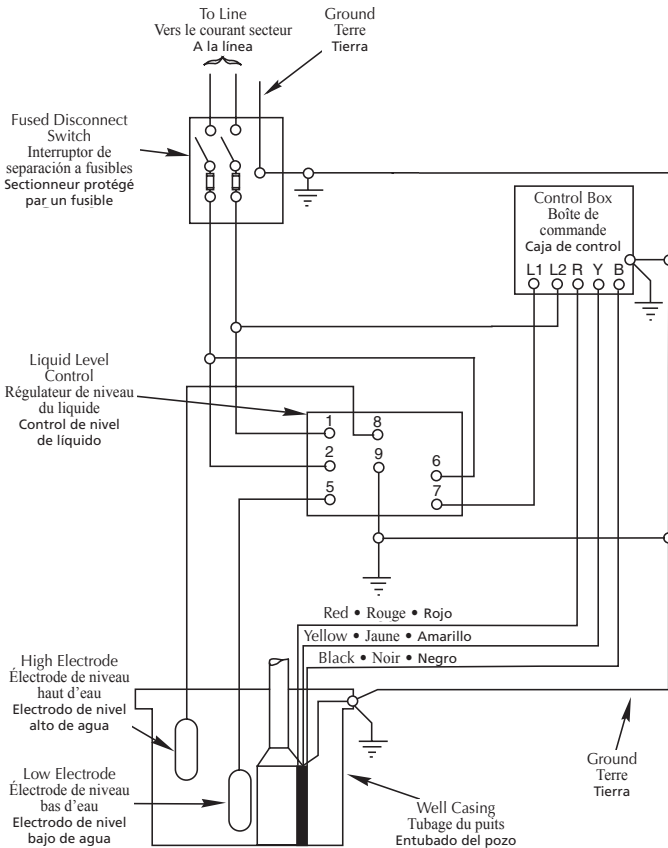 To Line
Vers le courant secteur
A la línea
Ground
Terre
Tierra
Fused Disconnect
Switch
Interruptor de
separación a fusibles
Sectionneur protégé
par un fusible
Control Box
Boîte de
commande
Caja de control
L1 L2 R Y B
Liquid Level
Control
Régulateur de niveau
du liquide
Control de nivel
de líquido
1
8
2
9
6
5
7
Red • Rouge • Rojo
Yellow • Jaune • Amarillo
Black • Noir • Negro
High Electrode
Électrode de niveau
haut d'eau
Electrodo de nivel
alto de agua
Low Electrode
Électrode de niveau
bas d'eau
Electrodo de nivel
bajo de agua
Well Casing
Tubage du puits
Entubado del pozo
Ground
Terre
Tierra